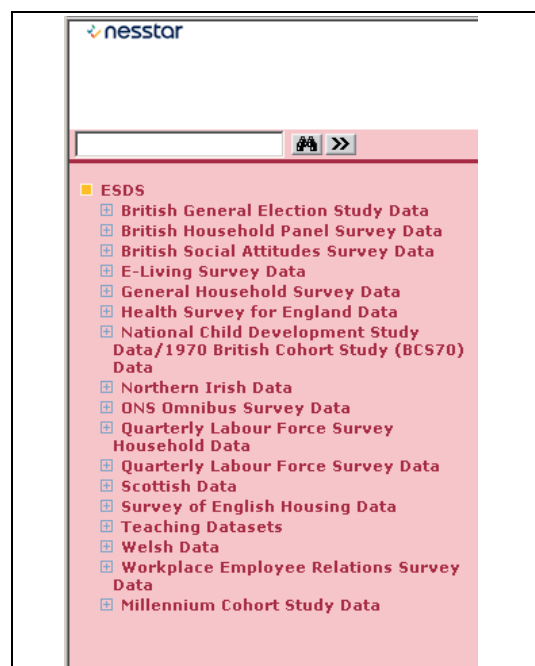 nesstar
ESDS
British General Election Study Data
British Household Panel Survey Data
British Social Attitudes Survey Data
E-Living Survey Data
General Household Survey Data
Health Survey for England Data
National Child Development Study
Data/1970 British Cohort Study (BCS70)
Data
Northern Irish Data
ONS Omnibus Survey Data
Quarterly Labour Force Survey
Household Data
Quarterly Labour Force Survey Data
Scottish Data
Survey of English Housing Data
Teaching Datasets
Welsh Data
Workplace Employee Relations Survey
Data
Millennium Cohort Study Data